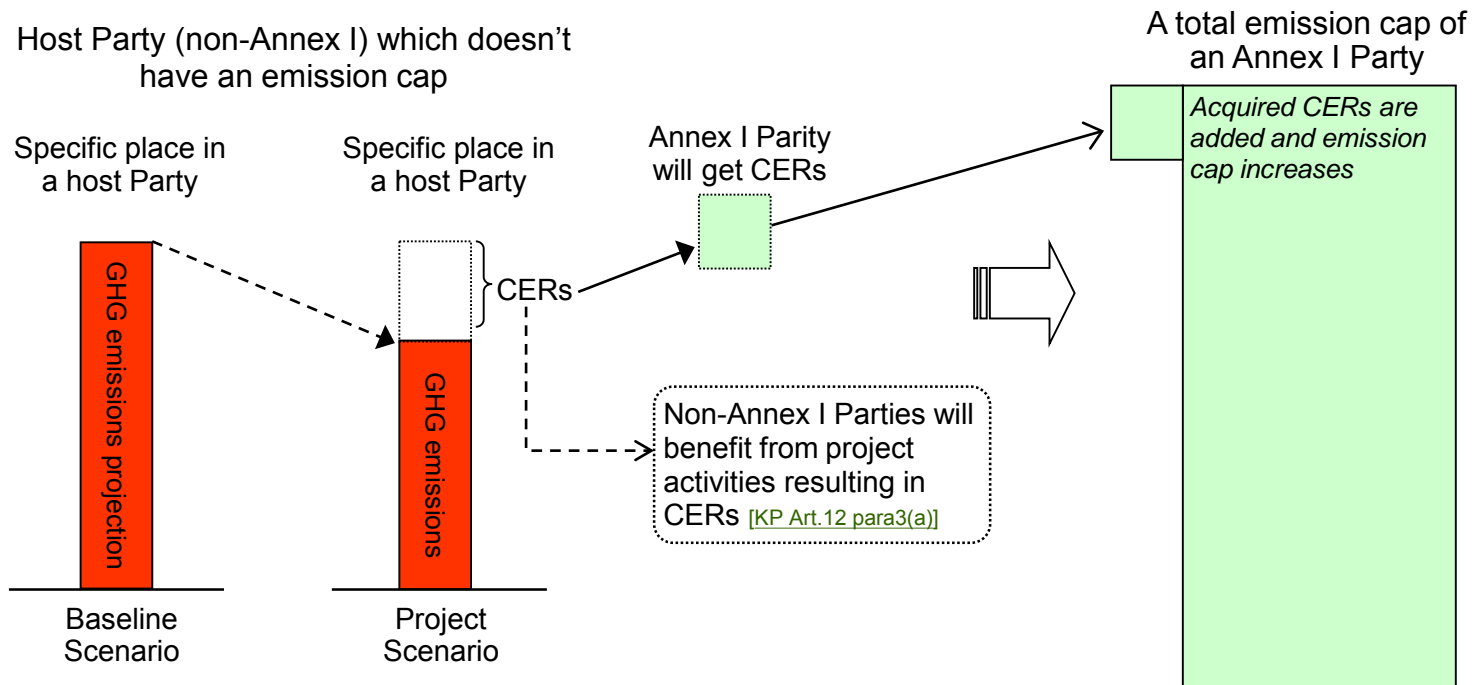 Host Party (non-Annex I) which doesn’t
have an emission cap
A total emission cap of
an Annex I Party
Specific place in
a host Party
Specific place in
a host Party
Annex I Parity
will get CERs
Acquired CERs are
added and emission
cap increases
GHG emissions projection
GHG emissions
CERs
Non-Annex I Parties will
benefit from project
activities resulting in
CERs [KP Art.12 para3(a)]
Baseline
Scenario
Project
Scenario